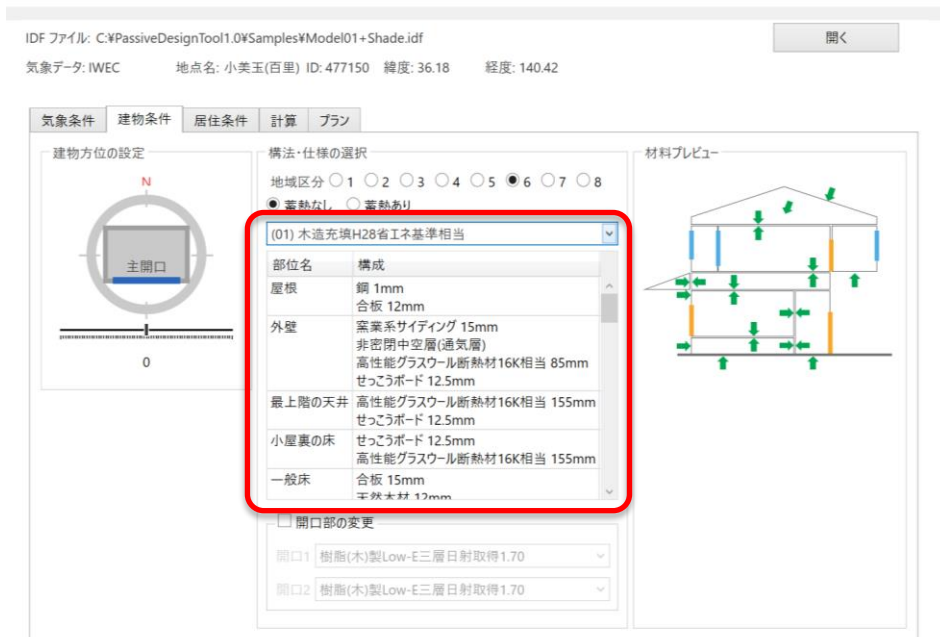 IDF ファイル: C:¥PassiveDesignTool1.0¥Samples¥Model01+Shade.idf
開く
気象データ: IWEC 地点名: 小美玉(百里) ID: 477150 緯度: 36.18 経度: 140.42
気象条件 建物条件 居住条件 計算 プラン
建物方位の設定
N
主開口
0
構法・仕様の選択
地域区分 1 2 3 4 5 6 7 8
蓄熱なし 蓄熱あり
(01) 木造充填H28省エネ基準相当
部位名 構成
屋根 鋼 1mm
合板 12mm
外壁 窯業系サイディング 15mm
非密閉中空層(通気層)
高性能グラスウール断熱材16K相当 85mm
せっこうボード 12.5mm
最上階の天井 高性能グラスウール断熱材16K相当 155mm
せっこうボード 12.5mm
小屋裏の床 せっこうボード 12.5mm
高性能グラスウール断熱材16K相当 155mm
一般床 合板 15mm
天然木材 12mm
開口部の変更
開口1 樹脂(木)製Low-E三層日射取得1.70
開口2 樹脂(木)製Low-E三層日射取得1.70
材料プレビュー